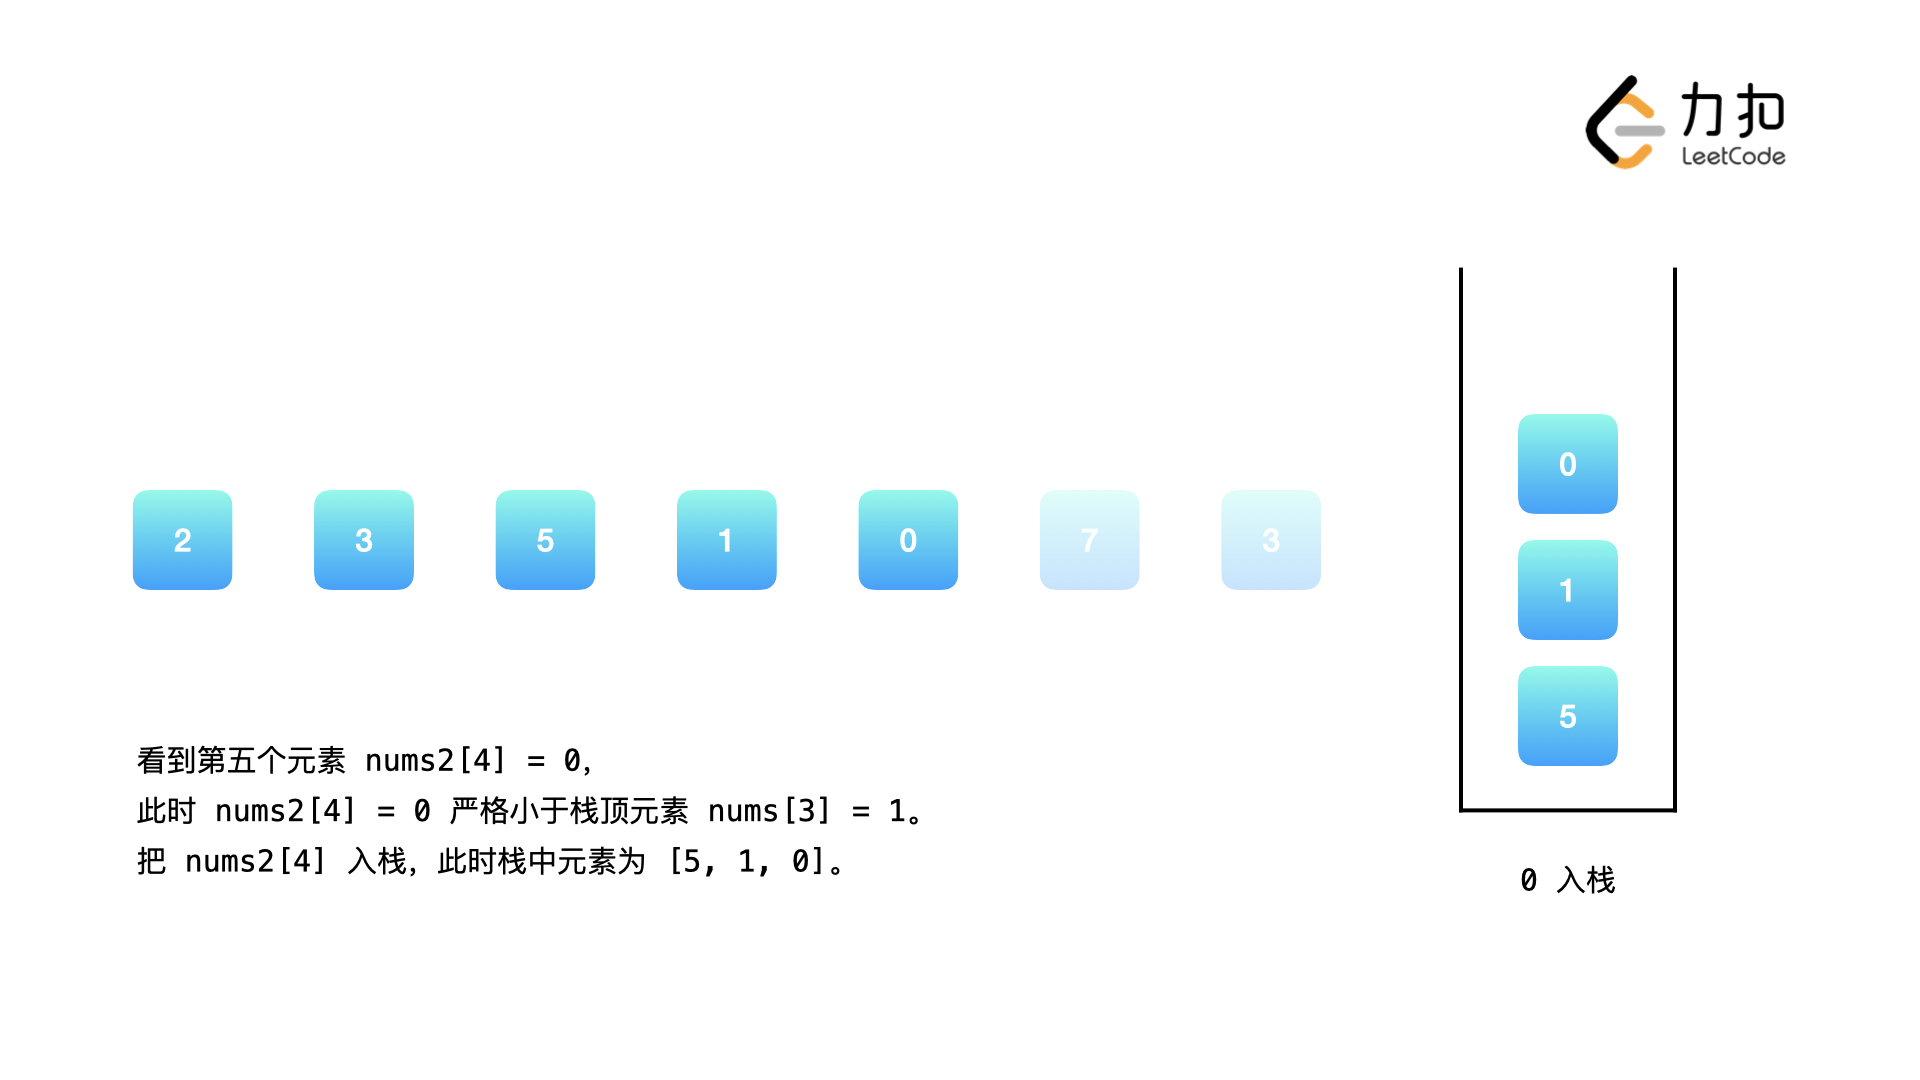 力扣
LeetCode
2 3 5 1 0 7 3
0
1
5
看到第五个元素 nums2[4] = 0,
此时 nums2[4] = 0 严格小于栈顶元素 nums[3] = 1。
把 nums2[4] 入栈，此时栈中元素为 [5, 1, 0]。
0 入栈